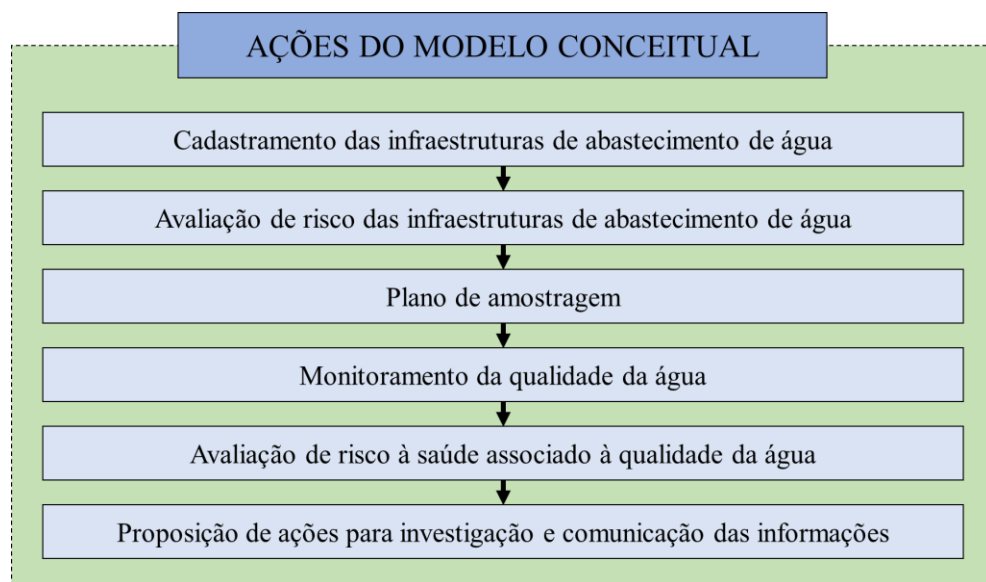 AÇÕES DO MODELO CONCEITUAL
Cadastramento das infraestruturas de abastecimento de água
Avaliação de risco das infraestruturas de abastecimento de água
Plano de amostragem
Monitoramento da qualidade da água
Avaliação de risco à saúde associado à qualidade da água
Proposição de ações para investigação e comunicação das informações